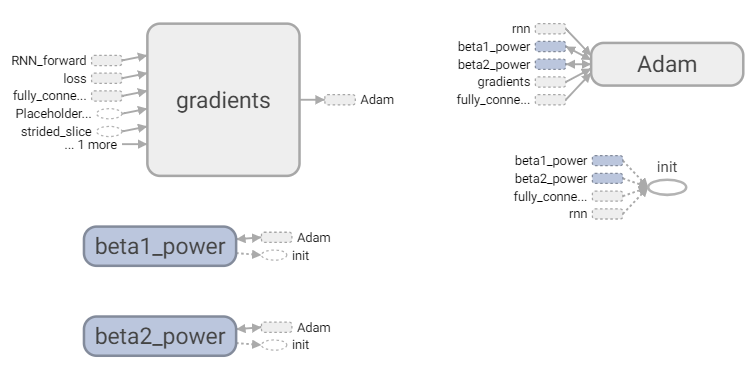 RNN_forward
loss
fully_conne...
Placeholder...
strided_slice
... 1 more
gradients
Adam
rnn
beta1_power
beta2_power
gradients
fully_conne...
Adam
beta1_power
beta2_power
fully_conne...
rnn
init
beta1_power
Adam
init
beta2_power
Adam
init